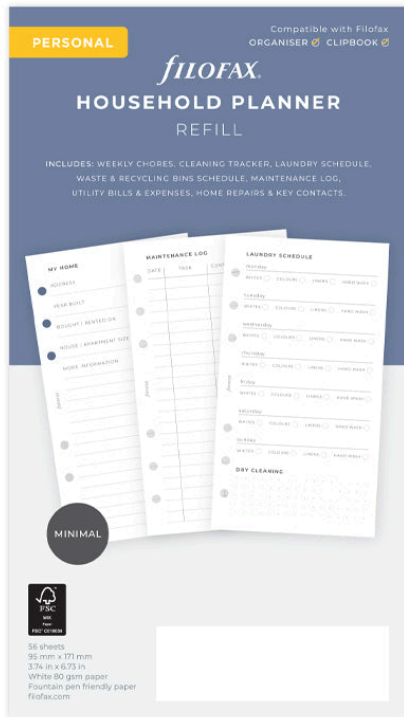 PERSONAL
Compatible with Filofax
ORGANISER CLIPBOOK
fILOFAX.
HOUSEHOLD PLANNER
REFILL
INCLUDES: WEEKLY CHORES, CLEANING TRACKER, LAUNDRY SCHEDULE,
WASTE & RECYCLING BINS SCHEDULE, MAINTENANCE LOG,
UTILITY BILLS & EXPENSES, HOME REPAIRS & KEY CONTACTS.
MY HOME
ADDRESS
YEAR BUILT
BOUGHT / RENTED ON
HOUSE / APARTMENT SIZE
MORE INFORMATION
filofax
MAINTENANCE LOG
DATE TASK
filofax
LAUNDRY SCHEDULE
monday
WHITES COLOURS LINENS HAND WASH
tuesday
WHITES COLOURS LINENS HAND WASH
wednesday
WHITES COLOURS LINENS HAND WASH
thursday
WHITES COLOURS LINENS HAND WASH
friday
WHITES COLOURS LINENS HAND WASH
saturday
WHITES COLOURS LINENS HAND WASH
sunday
WHITES COLOURS LINENS HAND WASH
DRY CLEANING
filofax
MINIMAL
FSC
MIX
Paper
56 sheets
95 mm x 171 mm
3.74 in x 6.73 in
White 80 gsm paper
Fountain pen friendly paper
filofax.com